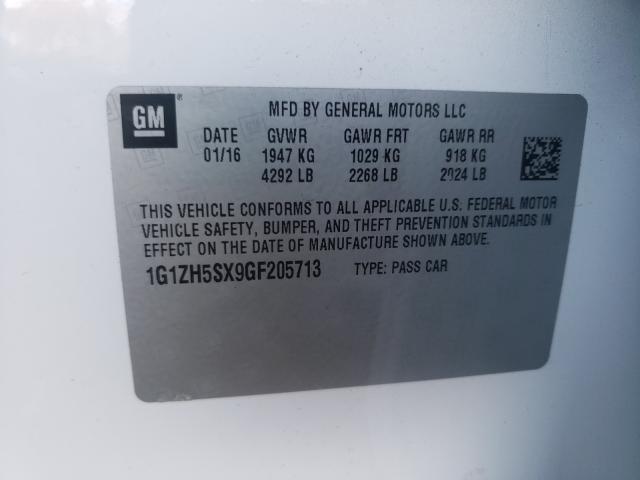 GM ®
MFD BY GENERAL MOTORS LLC
DATE GVWR GAWR FRT GAWR RR
01/16 1947 KG 1029 KG 918 KG
4292 LB 2268 LB 2024 LB
THIS VEHICLE CONFORMS TO ALL APPLICABLE U.S. FEDERAL MOTOR
VEHICLE SAFETY, BUMPER, AND THEFT PREVENTION STANDARDS IN
EFFECT ON THE DATE OF MANUFACTURE SHOWN ABOVE.
1G1ZH5SX9GF205713 TYPE: PASS CAR